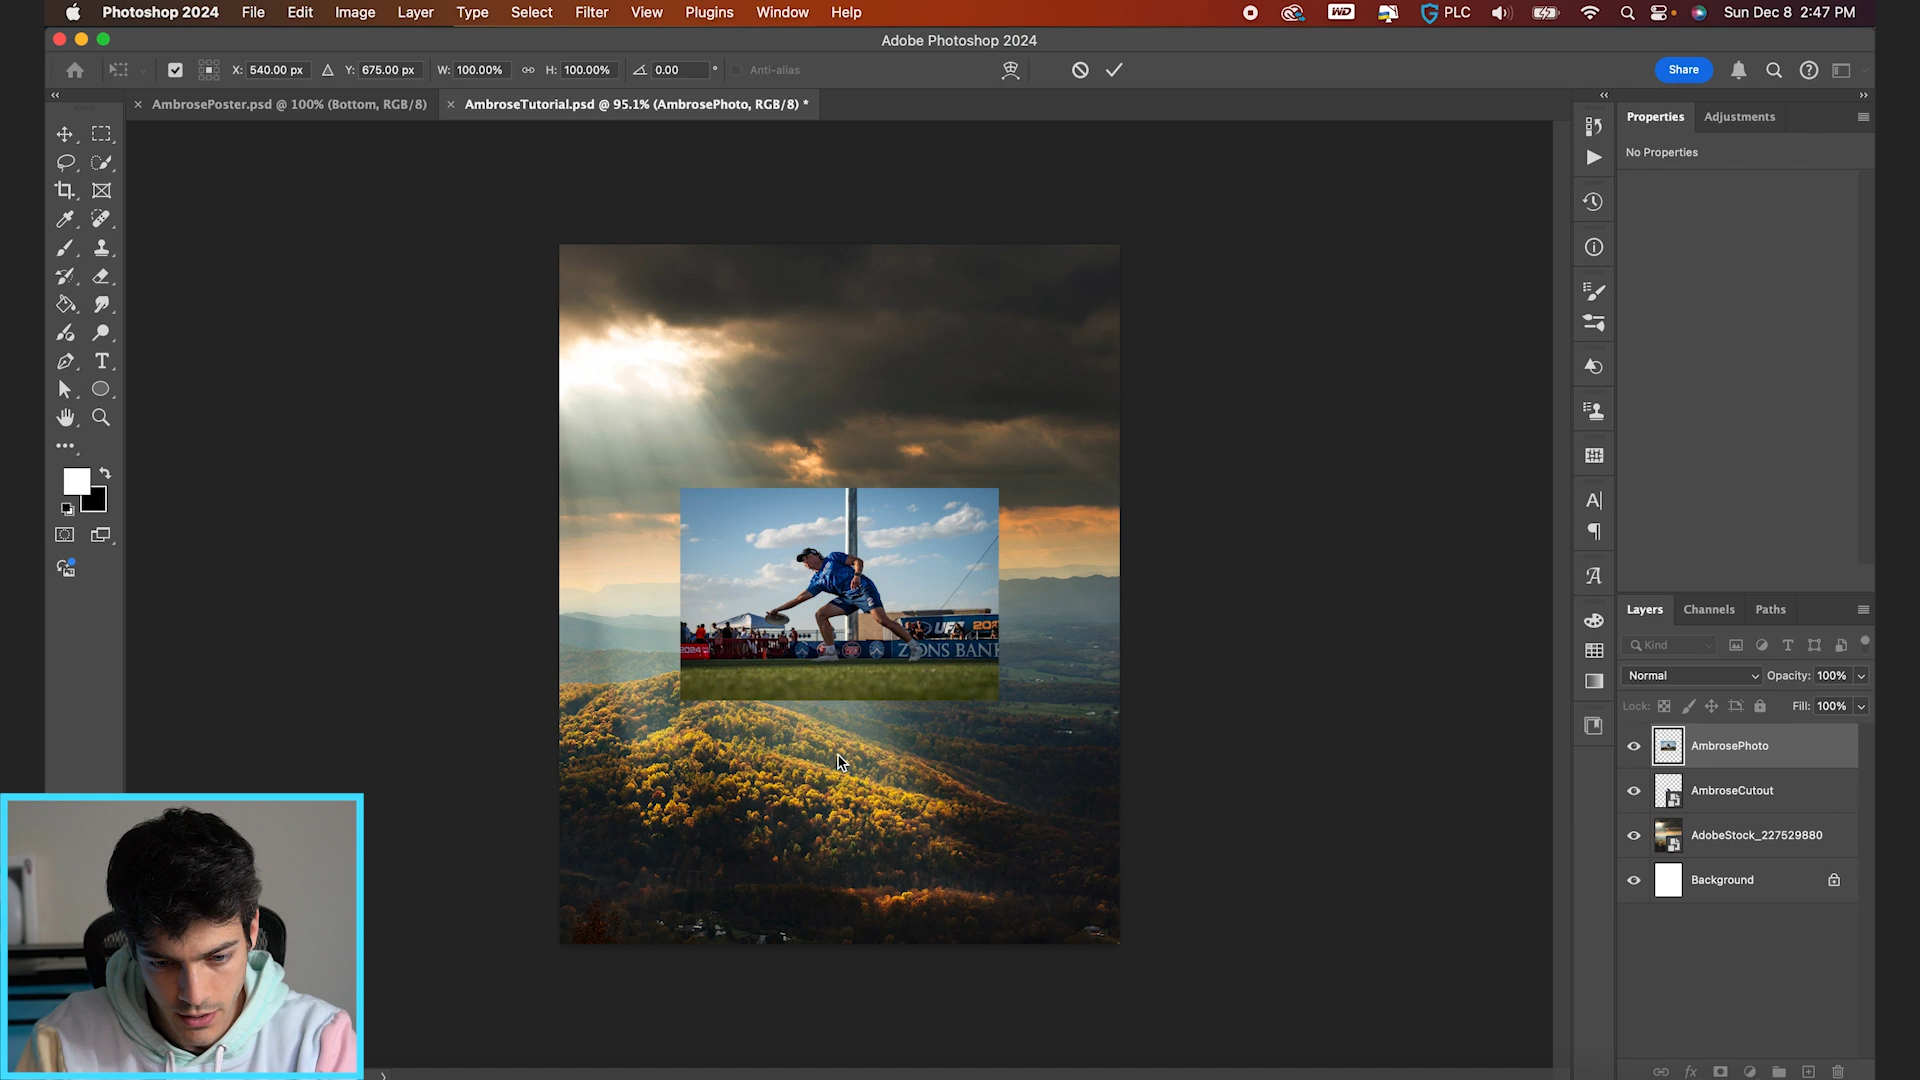 Photoshop 2024 File Edit Image Layer Type Select Filter View Plugins Window Help
WD PLC Sun Dec 8 2:47 PM
Adobe Photoshop 2024
X: 540.00 px Y: 675.00 px W: 100.00% H: 100.00% 0.00 ° Anti-alias Share
AmbrosePoster.psd @ 100% (Bottom, RGB/8)
AmbroseTutorial.psd @ 95.1% (AmbrosePhoto, RGB/8) *
Properties Adjustments
No Properties
2024
ZIONS BANK
Layers Channels Paths
Kind
Normal Opacity: 100%
Lock: Fill: 100%
AmbrosePhoto
AmbroseCutout
AdobeStock_227529880
Background
fx